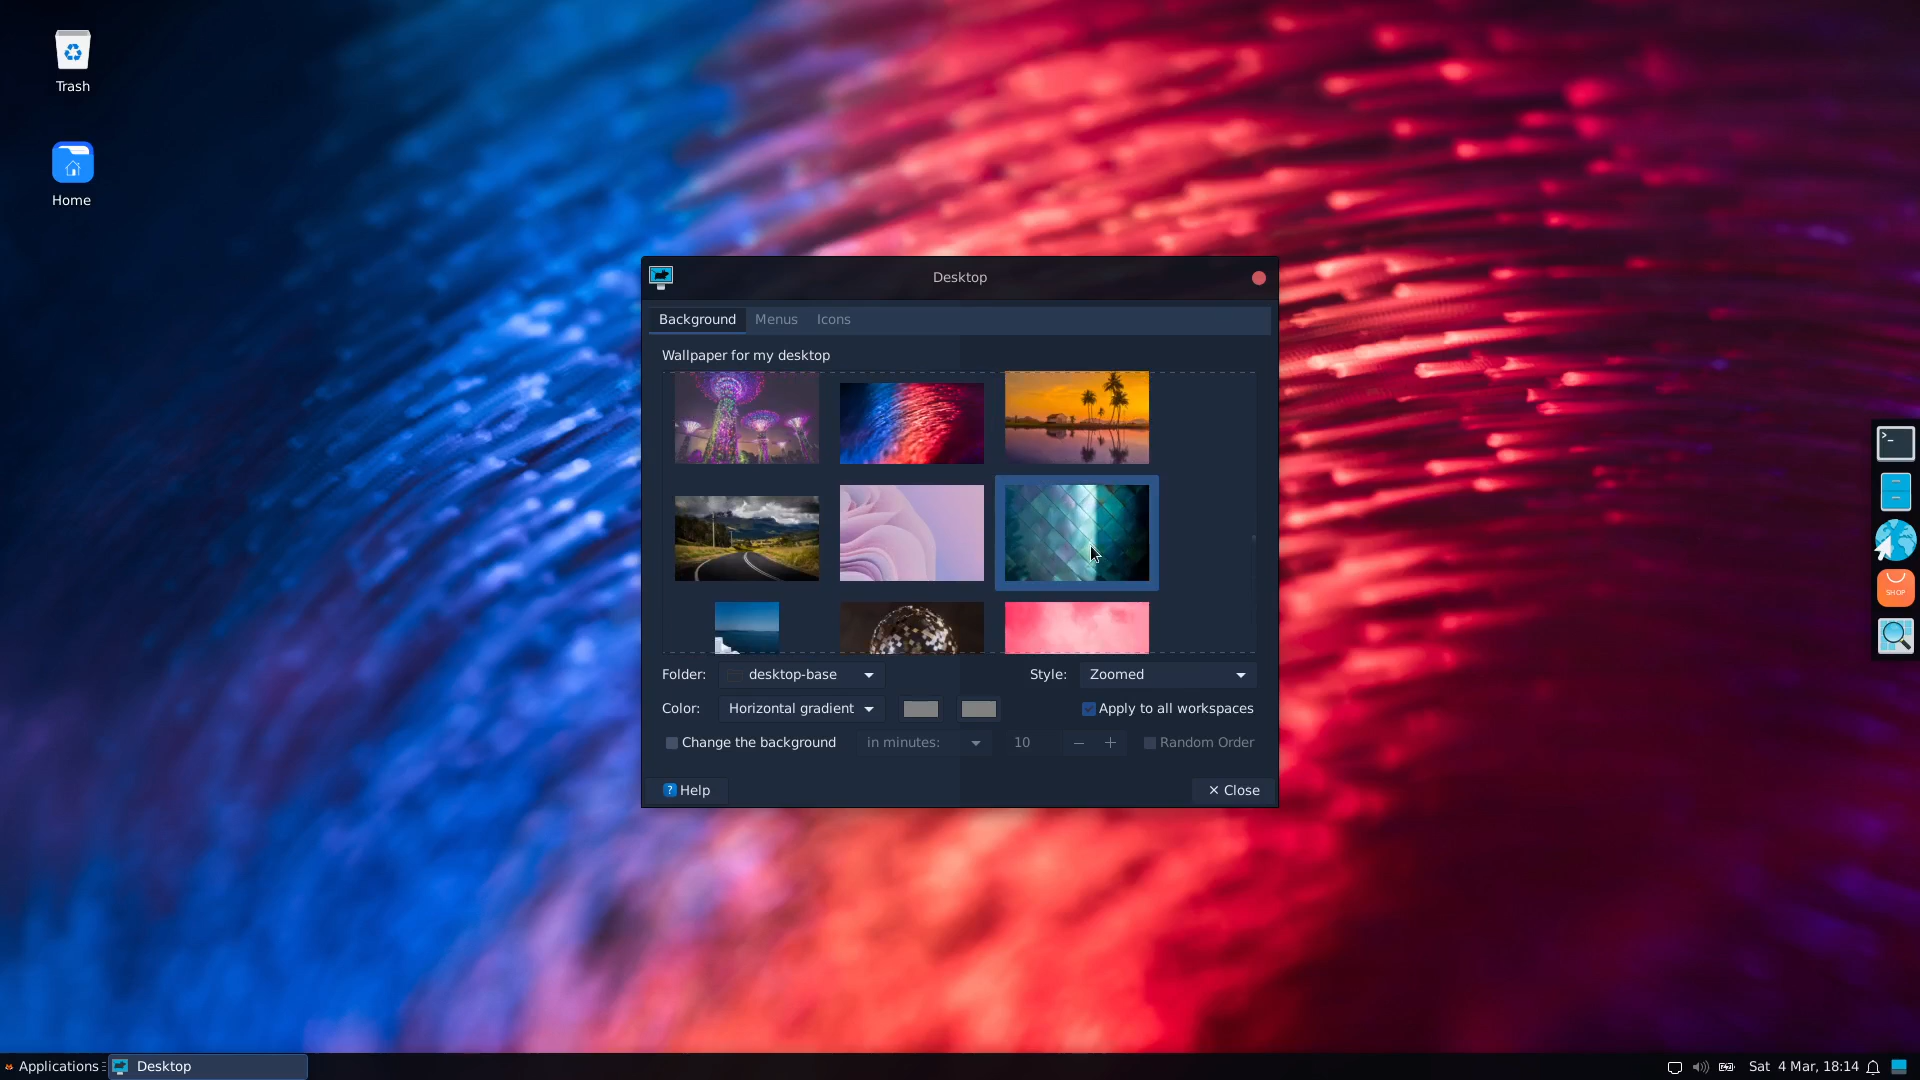 Trash
Home
Desktop
Background Menus Icons
Wallpaper for my desktop
Folder: desktop-base Style: Zoomed
Color: Horizontal gradient Apply to all workspaces
Change the background in minutes: 10 Random Order
? Help Close
>_
SHOP
Applications Desktop Sat 4 Mar, 18:14